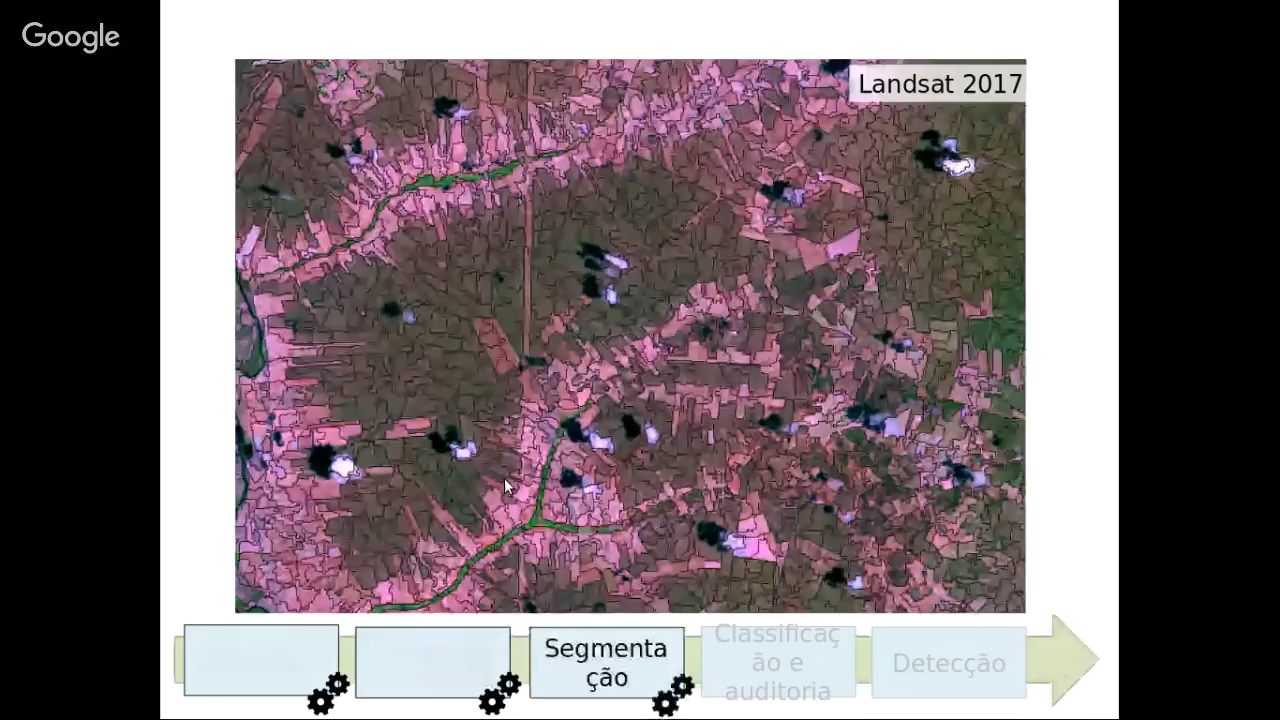 Google
Landsat 2017
Segmenta
ção
Classificaç
ão e
auditoria
Detecção